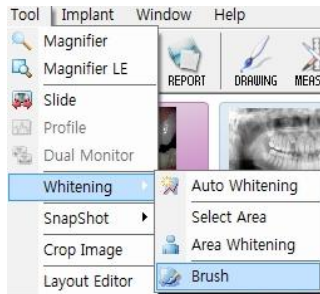 Tool Implant Window Help
Magnifier
Magnifier LE
Slide
Profile
Dual Monitor
Whitening
SnapShot
Crop Image
Layout Editor
REPORT
DRAWING
Auto Whitening
Select Area
Area Whitening
Brush